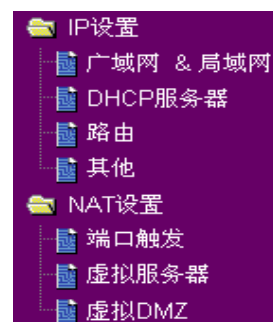 IP设置
广域网 & 局域网
DHCP服务器
路由
其他
NAT设置
端口触发
虚拟服务器
虚拟DMZ